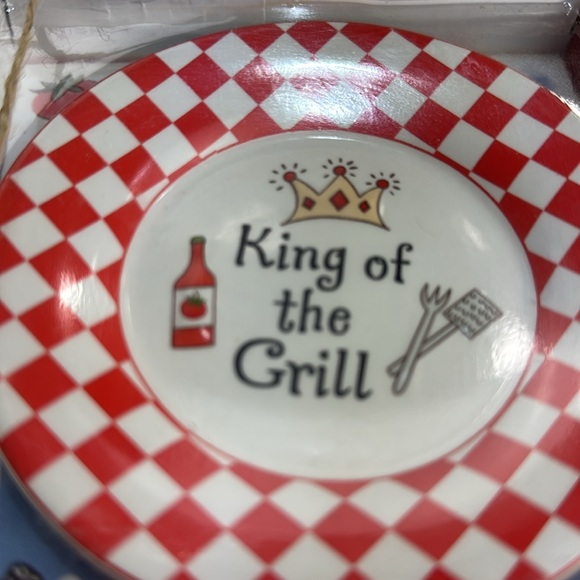 King of
the
Grill